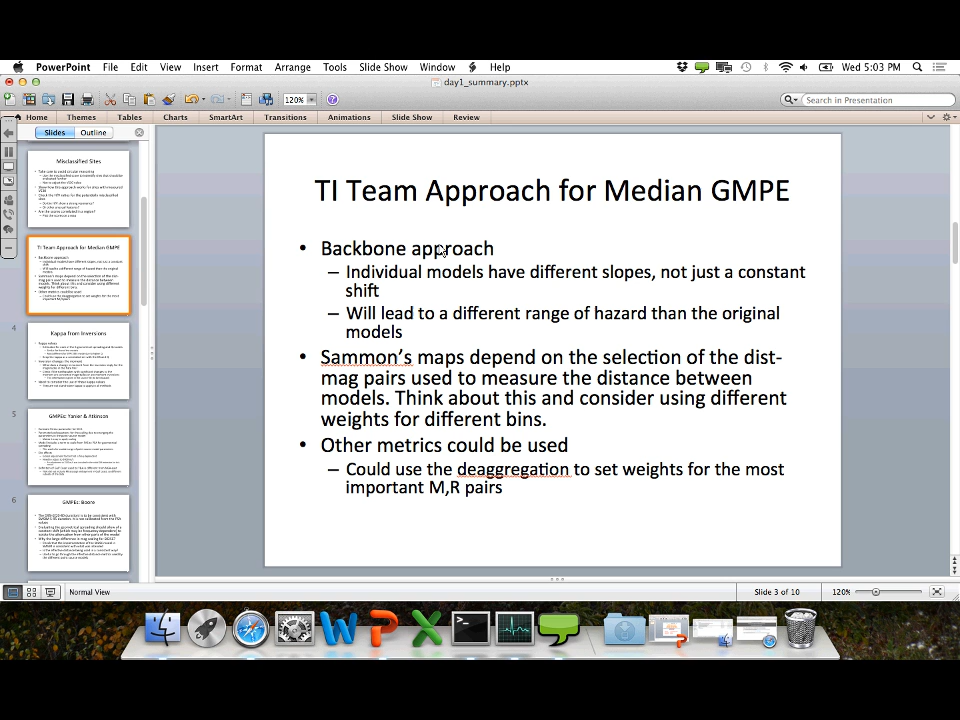 PowerPoint File Edit View Insert Format Arrange Tools Slide Show Window Help Wed 5:03 PM
day1_summary.pptx
120% Search in Presentation
Home Themes Tables Charts SmartArt Transitions Animations Slide Show Review
Slides Outline
Misclassified Sites
TI Team Approach for Median GMPE
4
Kappa from Inversions
5
GMPEs: Yenier & Atkinson
6
GMPEs: Boore
TI Team Approach for Median GMPE
• Backbone approach
– Individual models have different slopes, not just a constant
shift
– Will lead to a different range of hazard than the original
models
• Sammon's maps depend on the selection of the dist-
mag pairs used to measure the distance between
models. Think about this and consider using different
weights for different bins.
• Other metrics could be used
– Could use the deaggregation to set weights for the most
important M,R pairs
Normal View Slide 3 of 10 120%